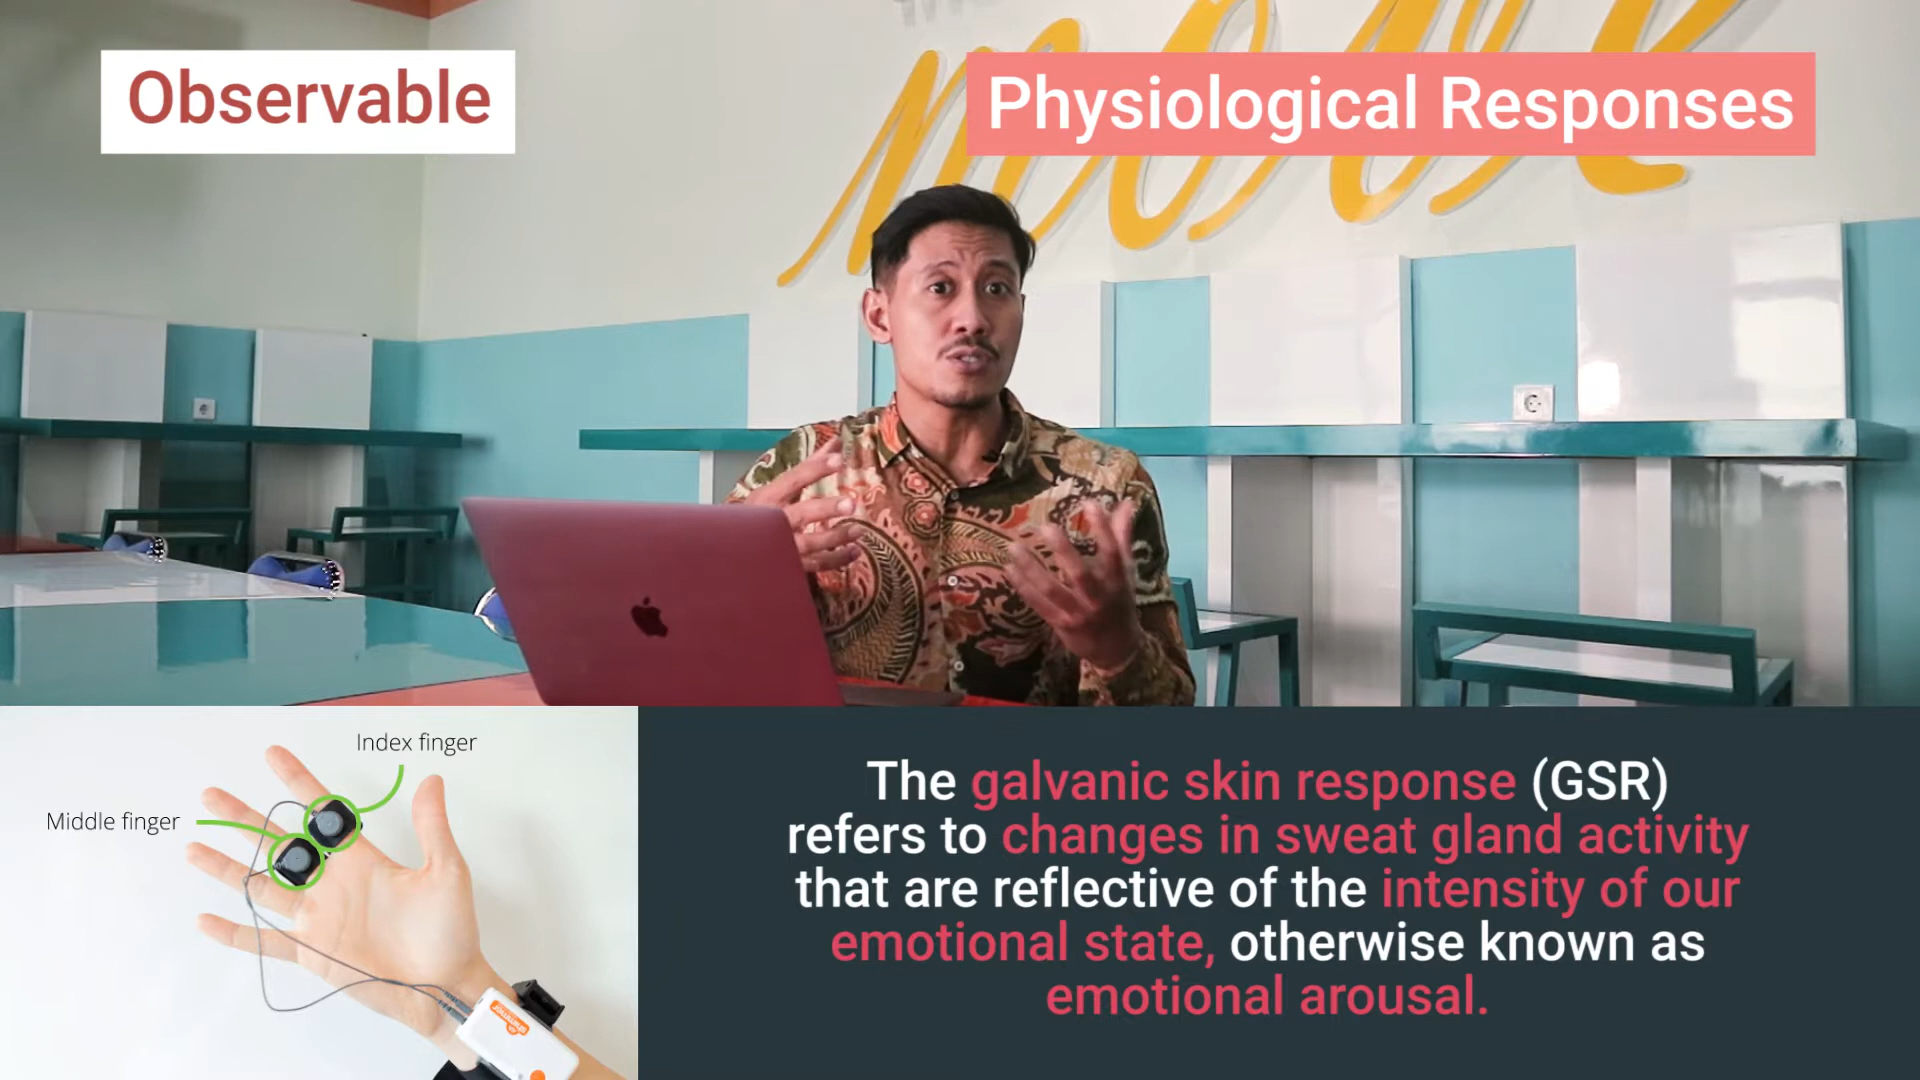 Observable
Physiological Responses
Index finger
Middle finger
The galvanic skin response (GSR)
refers to changes in sweat gland activity
that are reflective of the intensity of our
emotional state, otherwise known as
emotional arousal.
shimmer